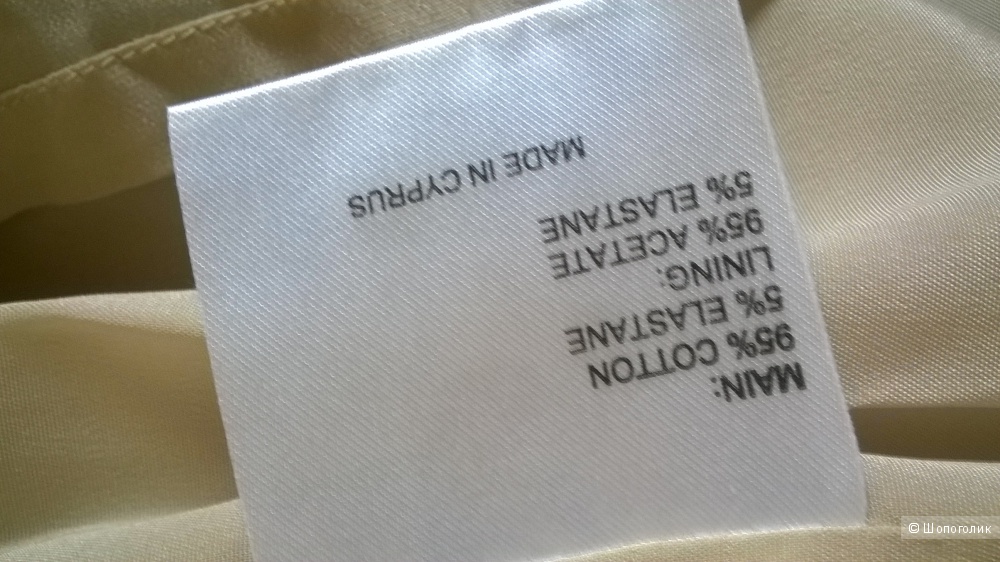 MAIN:
95% COTTON
5% ELASTANE
LINING:
95% ACETATE
5% ELASTANE
MADE IN CYPRUS
© Шопоголик